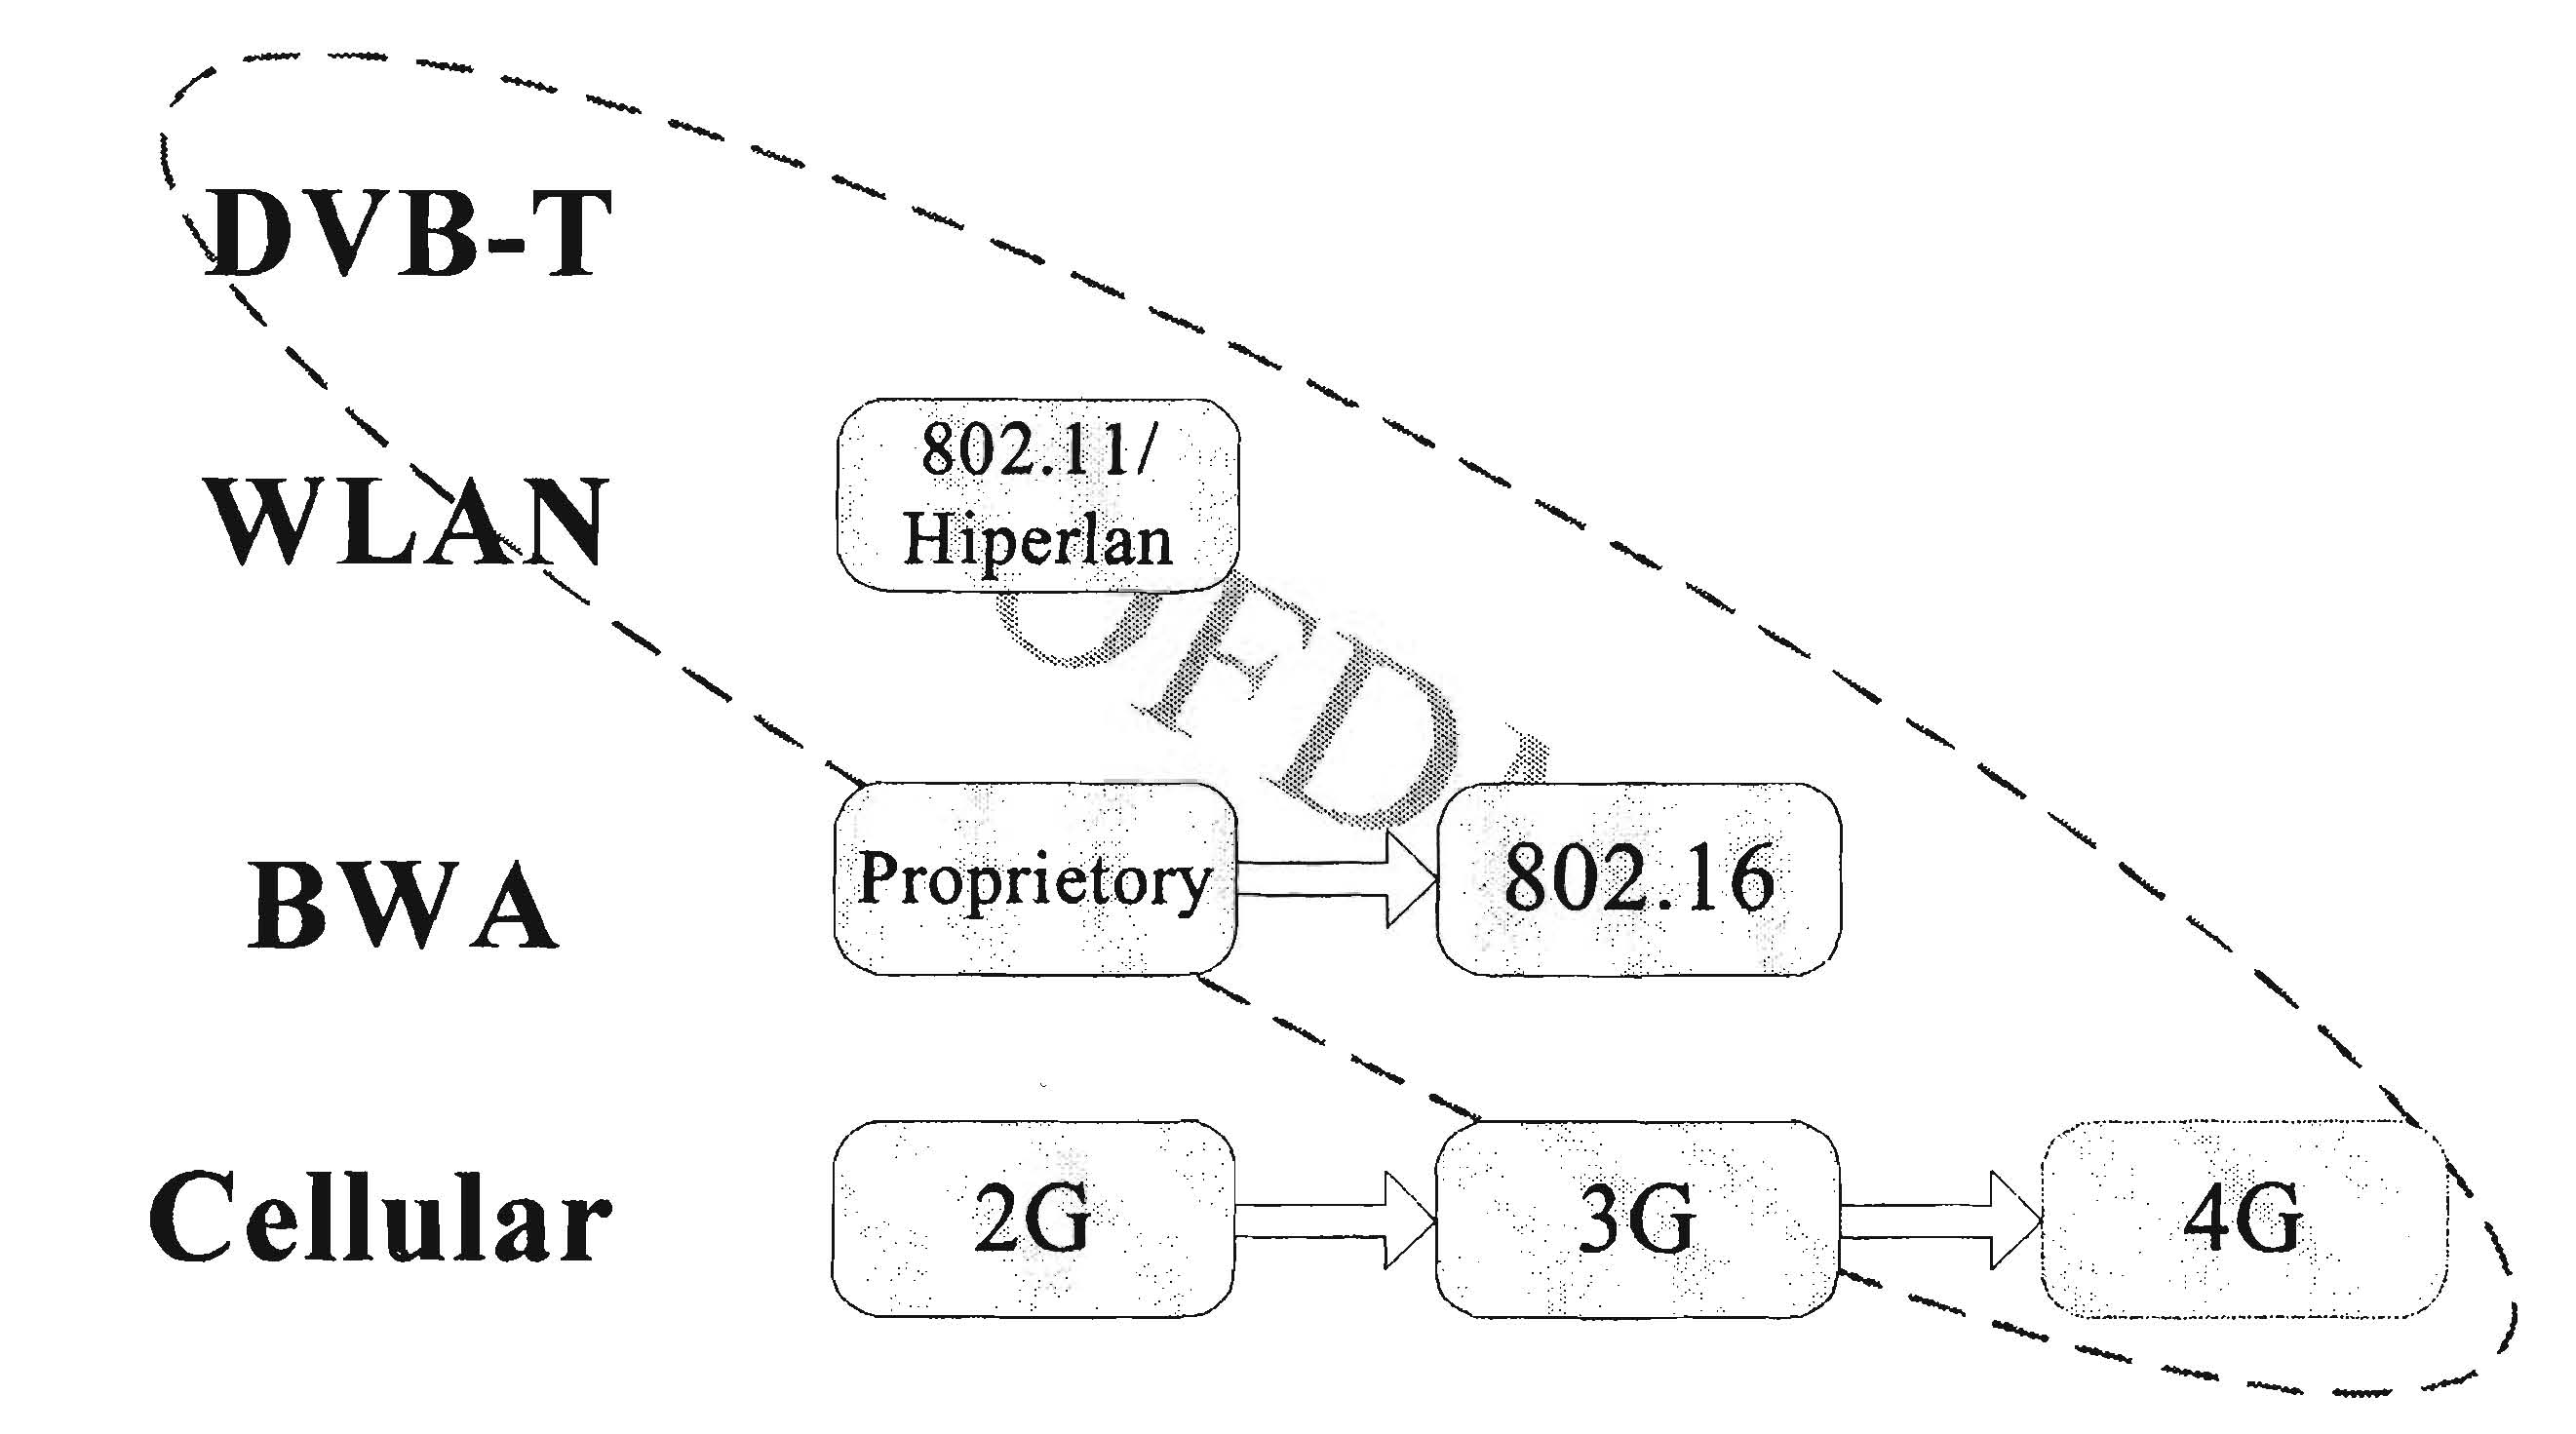 DVB-T
WLAN
802.11/
Hiperlan
BWA
Proprietory
802.16
Cellular
2G
3G
4G